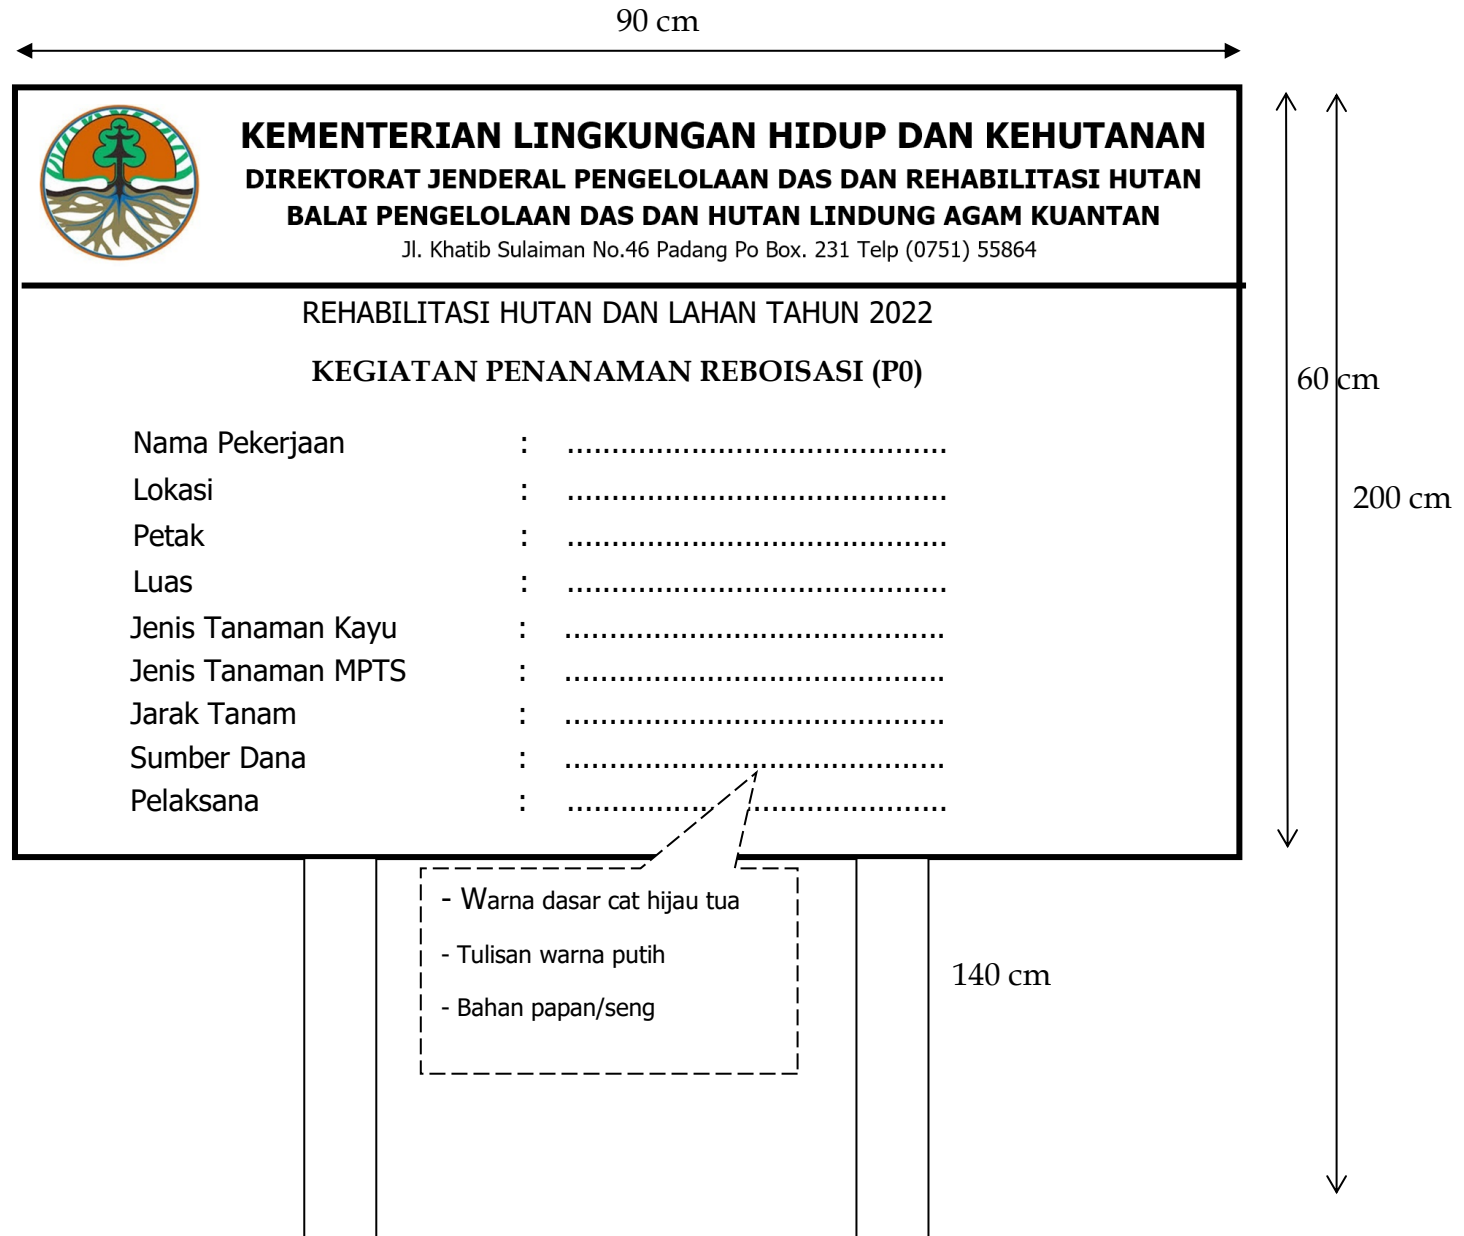 90 cm
KEMENTERIAN LINGKUNGAN HIDUP DAN KEHUTANAN
DIREKTORAT JENDERAL PENGELOLAAN DAS DAN REHABILITASI HUTAN
BALAI PENGELOLAAN DAS DAN HUTAN LINDUNG AGAM KUANTAN
Jl. Khatib Sulaiman No.46 Padang Po Box. 231 Telp (0751) 55864
REHABILITASI HUTAN DAN LAHAN TAHUN 2022
KEGIATAN PENANAMAN REBOISASI (P0)
60 cm
Nama Pekerjaan : ...........................................
Lokasi : ...........................................
200 cm
Petak : ...........................................
Luas : ...........................................
Jenis Tanaman Kayu : ...........................................
Jenis Tanaman MPTS : ...........................................
Jarak Tanam : ...........................................
Sumber Dana : ...........................................
Pelaksana : ...........................................
- Warna dasar cat hijau tua
- Tulisan warna putih
- Bahan papan/seng
140 cm